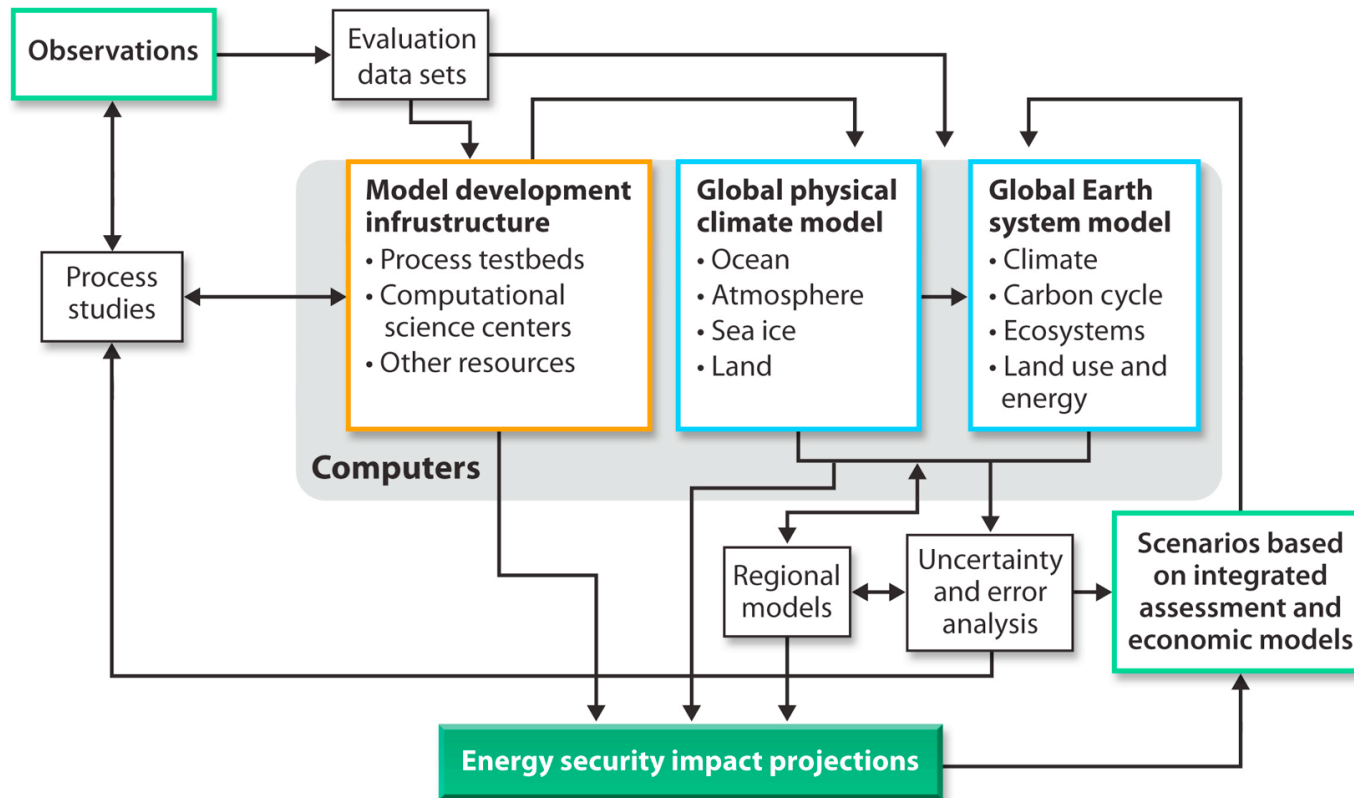 Observations
Evaluation
data sets
Model development
infrustructure
• Process testbeds
• Computational
science centers
• Other resources
Global physical
climate model
• Ocean
• Atmosphere
• Sea ice
• Land
Global Earth
system model
• Climate
• Carbon cycle
• Ecosystems
• Land use and
energy
Process
studies
Computers
Regional
models
Uncertainty
and error
analysis
Scenarios based
on integrated
assessment and
economic models
Energy security impact projections